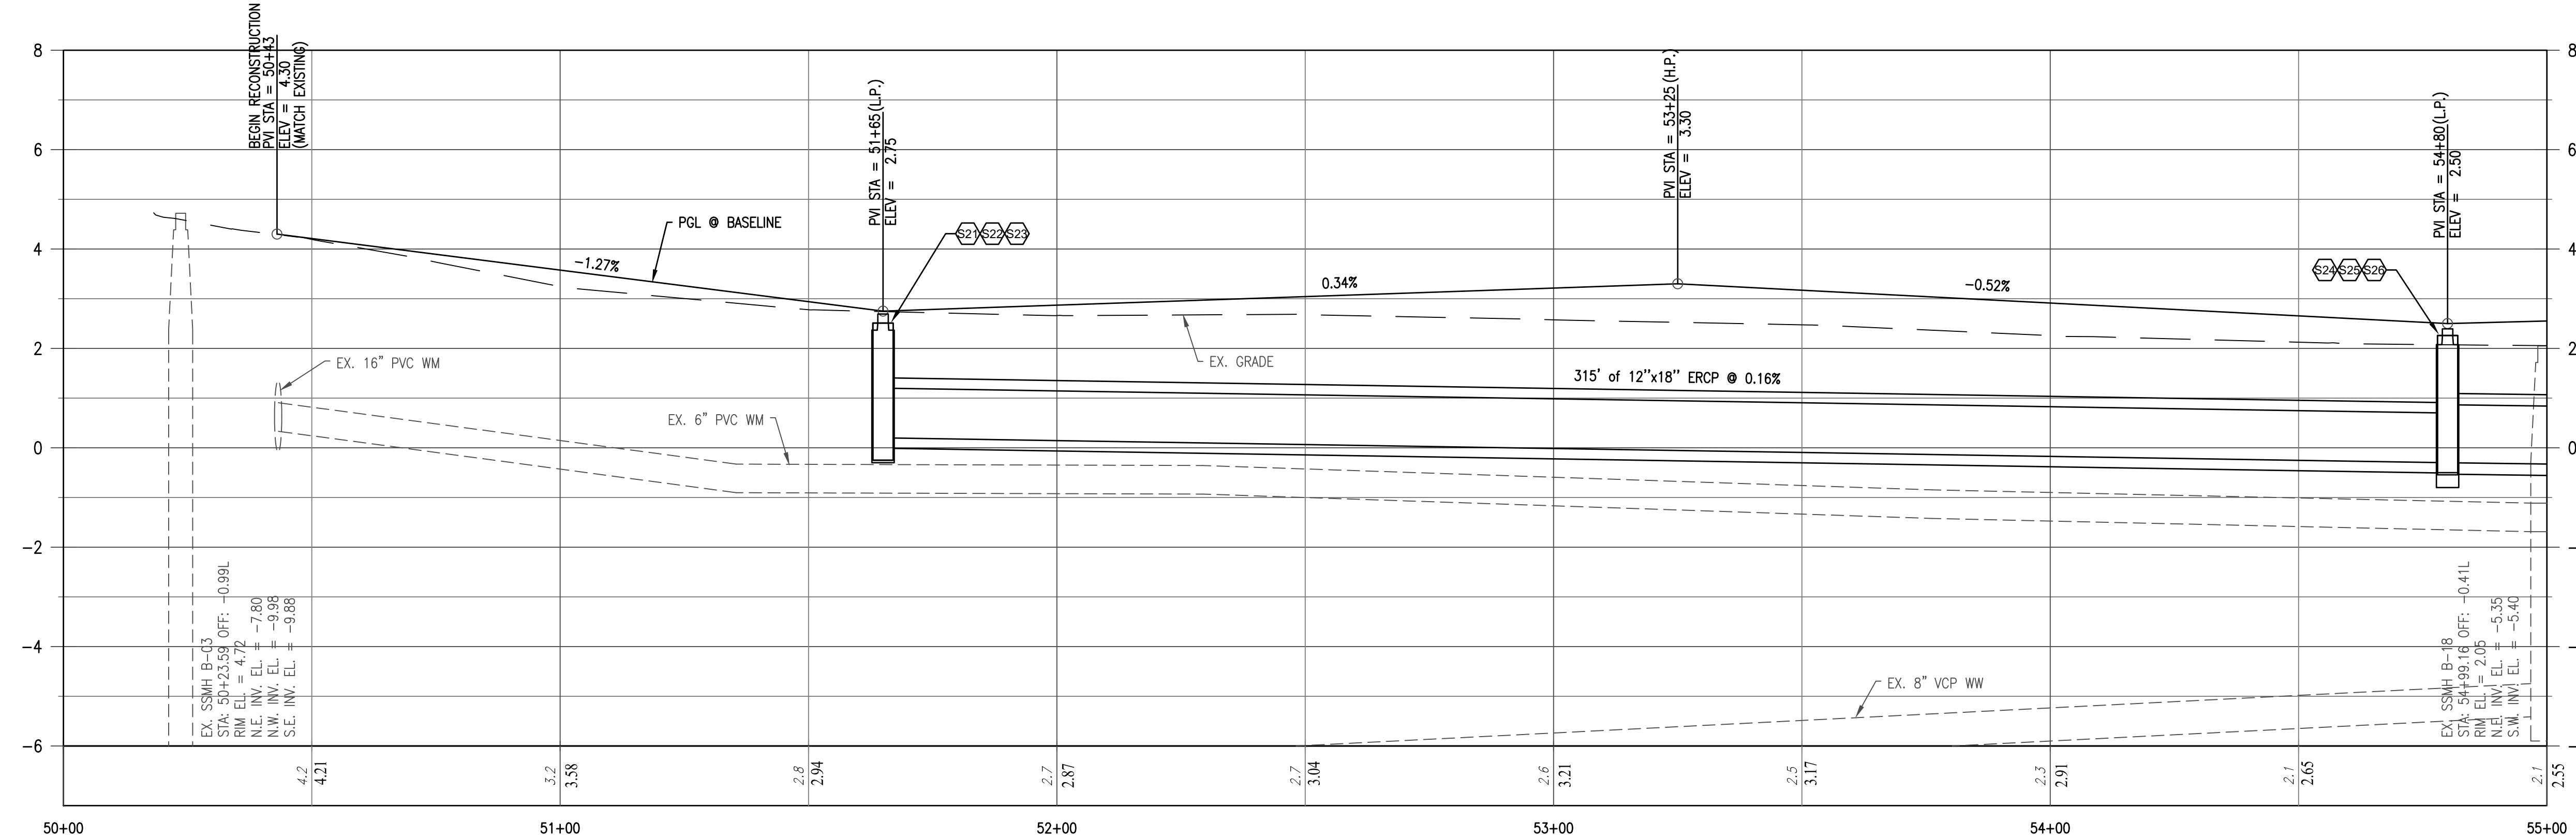 BEGIN RECONSTRUCTION
PVI STA = 50+43
ELEV = 4.30
(MATCH EXISTING)
PVI STA = 51+65(L.P.)
ELEV = 2.75
PVI STA = 53+25(H.P.)
ELEV = 3.30
PVI STA = 54+80(L.P.)
ELEV = 2.50
8
6
4
2
0
-2
-4
-6
8
6
4
2
0
PGL @ BASELINE
-1.27%
S21 S22 S23
0.34%
-0.52%
S24 S25 S26
EX. 16" PVC WM
EX. GRADE
315' of 12"x18" ERCP @ 0.16%
EX. 6" PVC WM
EX. SSMH B-03
STA: 50+23.59 OFF: -0.99L
RIM EL. = 4.72
N.E. INV. EL. = -7.80
N.W. INV. EL. = -9.98
S.E. INV. EL. = -9.88
EX. 8" VCP WW
EX. SSMH B-18
STA: 54+99.16 OFF: -0.41L
RIM EL. = 2.05
N.E. INV. EL. = -5.35
S.W. INV. EL. = -5.40
4.2
4.21
3.2
3.58
2.8
2.94
2.7
2.87
2.7
3.04
2.6
3.21
2.5
3.17
2.3
2.91
2.1
2.65
2.1
2.55
50+00
51+00
52+00
53+00
54+00
55+00